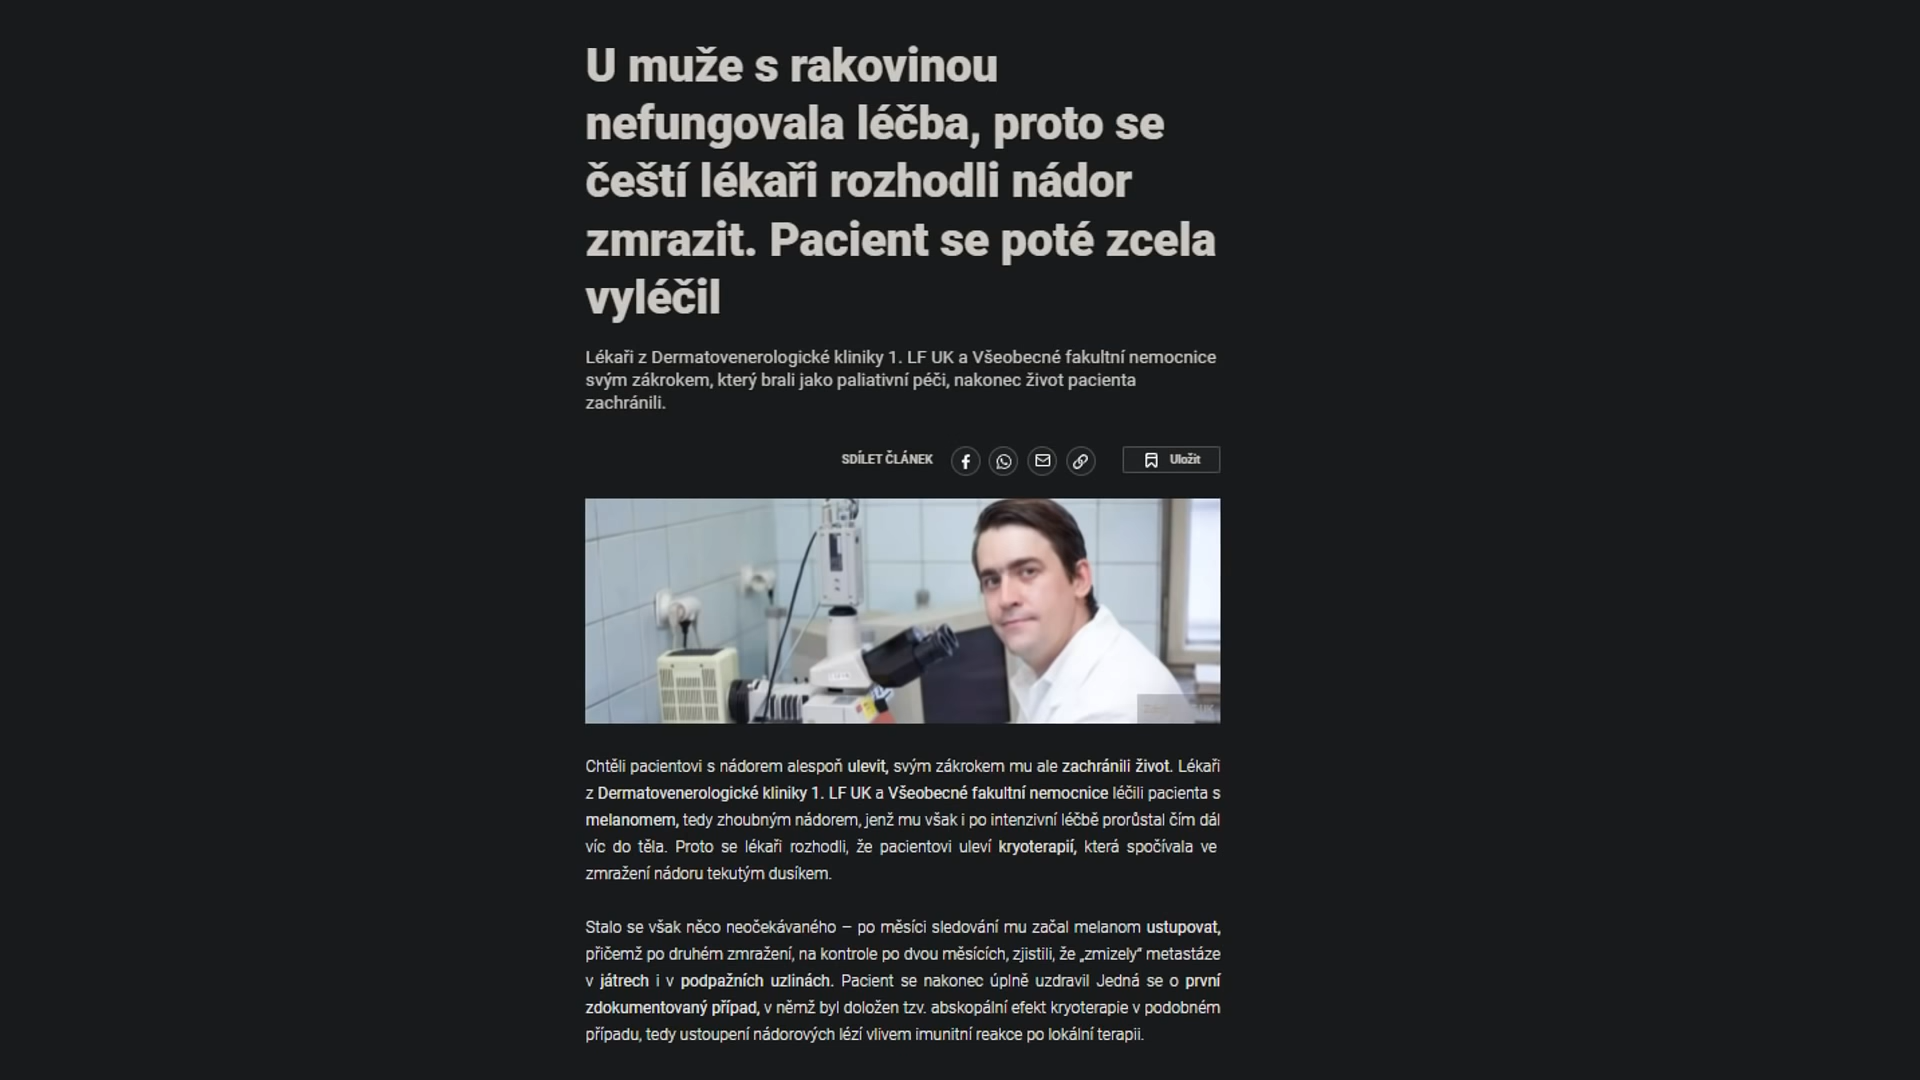 U muže s rakovinou
nefungovala léčba, proto se
čeští lékaři rozhodli nádor
zmrazit. Pacient se poté zcela
vyléčil
Lékaři z Dermatovenerologické kliniky 1. LF UK a Všeobecné fakultní nemocnice
svým zákrokem, který brali jako paliativní péči, nakonec život pacienta
zachránili.
SDÍLET ČLÁNEK
Uložit
Chtěli pacientovi s nádorem alespoň ulevit, svým zákrokem mu ale zachránili život. Lékaři
z Dermatovenerologické kliniky 1. LF UK a Všeobecné fakultní nemocnice léčili pacienta s
melanomem, tedy zhoubným nádorem, jenž mu však i po intenzivní léčbě prorůstal čím dál
víc do těla. Proto se lékaři rozhodli, že pacientovi uleví kryoterapií, která spočívala ve
zmražení nádoru tekutým dusíkem.
Stalo se však něco neočekávaného – po měsíci sledování mu začal melanom ustupovat,
přičemž po druhém zmražení, na kontrole po dvou měsících, zjistili, že „zmizely“ metastáze
v játrech i v podpažních uzlinách. Pacient se nakonec úplně uzdravil Jedná se o první
zdokumentovaný případ, v němž byl doložen tzv. abskopální efekt kryoterapie v podobném
případu, tedy ustoupení nádorových lézí vlivem imunitní reakce po lokální terapii.